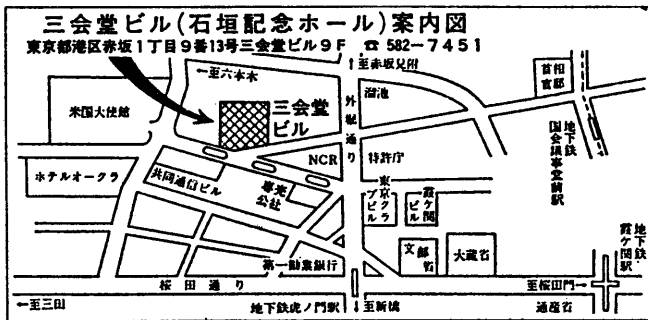 三会堂ビル(石垣記念ホール)案内図
東京都港区赤坂1丁目9番13号三会堂ビル9F ☎ 582-7451
←至六本木
↑至赤坂見附
首相
官邸
米国大使館
三会堂
ビル
外堀通り
溜池
地下鉄
国会議事堂前駅
NCR
特許庁
ホテルオークラ
共同通信ビル
専売
公社
東京クラ
ブビル
霞ケ関
ビル
地下鉄
霞ケ関駅
文部
省
大蔵省
第一勧業銀行
桜田通り
→至桜田門
←至三田
地下鉄虎ノ門駅
↓至新橋
通産省